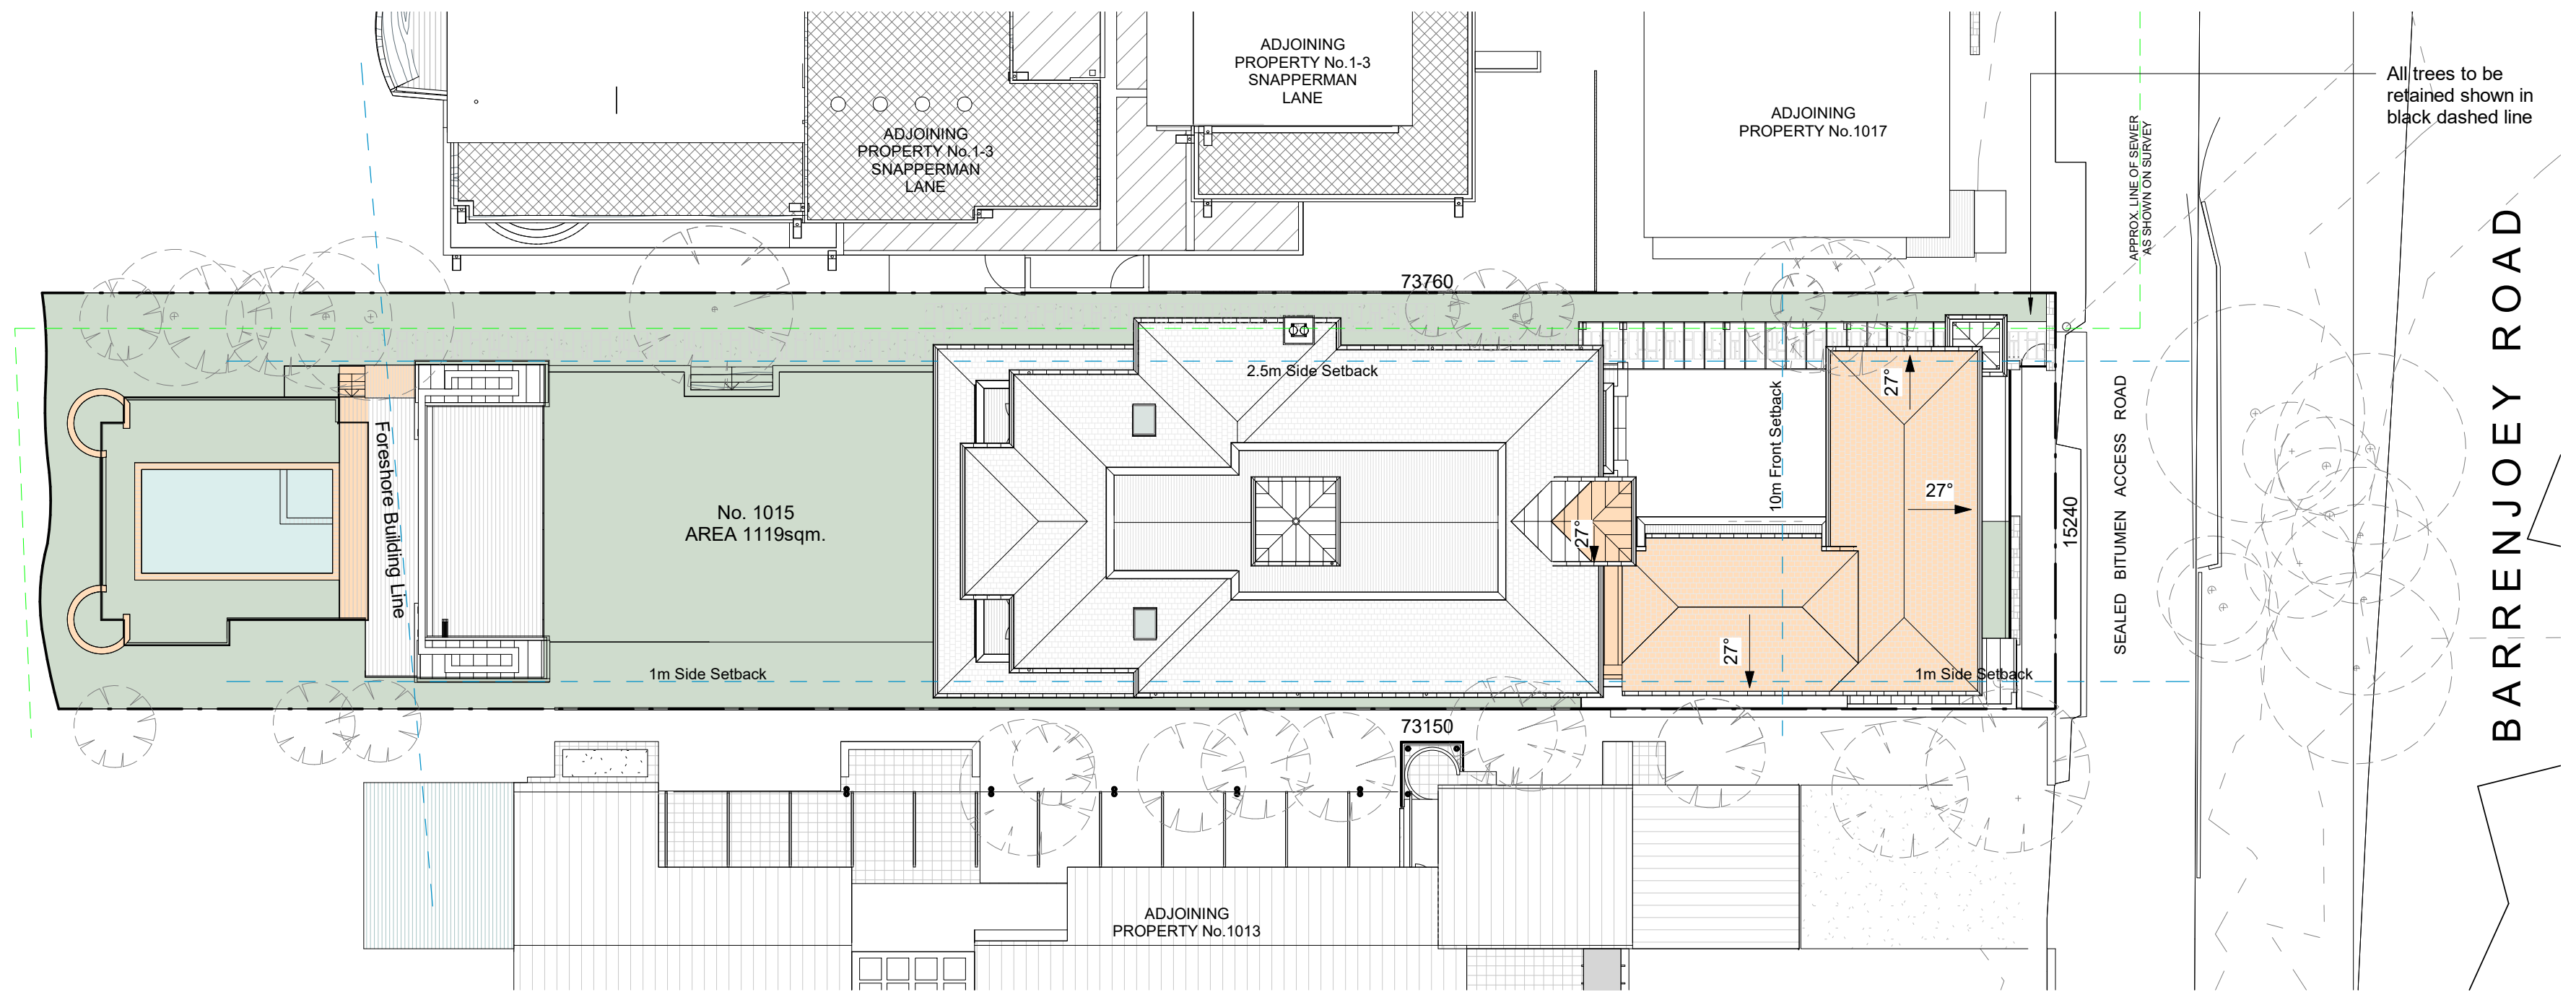 ADJOINING
PROPERTY No.1-3
SNAPPERMAN
LANE
ADJOINING
PROPERTY No.1-3
SNAPPERMAN
LANE
ADJOINING
PROPERTY No.1017
All trees to be
retained shown in
black dashed line
APPROX. LINE OF SEWER
AS SHOWN ON SURVEY
73760
2.5m Side Setback
10m Front Setback
27°
27°
27°
27°
Foreshore Building Line
No. 1015
AREA 1119sqm.
1m Side Setback
1m Side Setback
15240
SEALED BITUMEN ACCESS ROAD
BARRENJOEY ROAD
73150
ADJOINING
PROPERTY No.1013